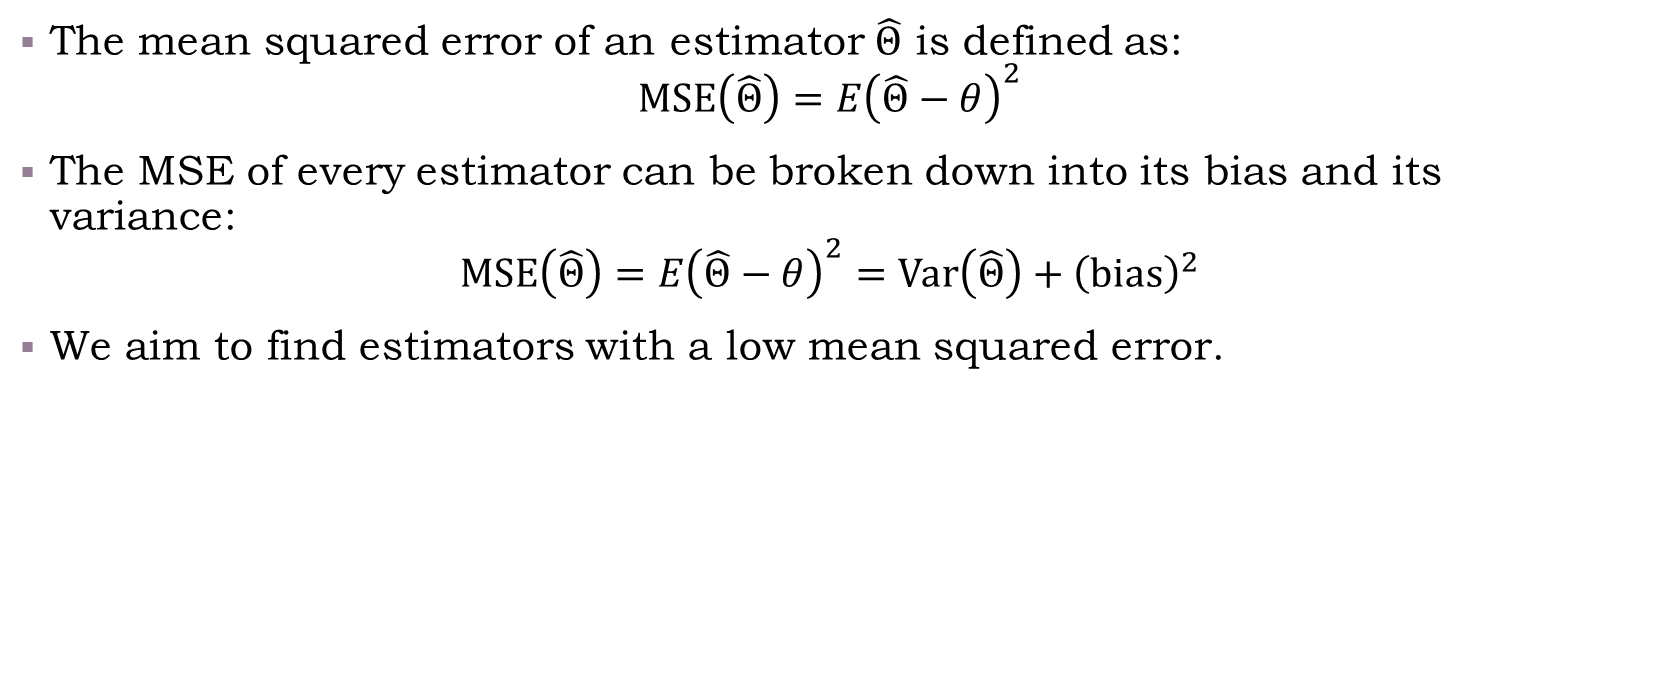 ▪ The mean squared error of an estimator Θ̂ is defined as:
MSE(Θ̂) = E(Θ̂ − θ)²
▪ The MSE of every estimator can be broken down into its bias and its
variance:
MSE(Θ̂) = E(Θ̂ − θ)² = Var(Θ̂) + (bias)²
▪ We aim to find estimators with a low mean squared error.